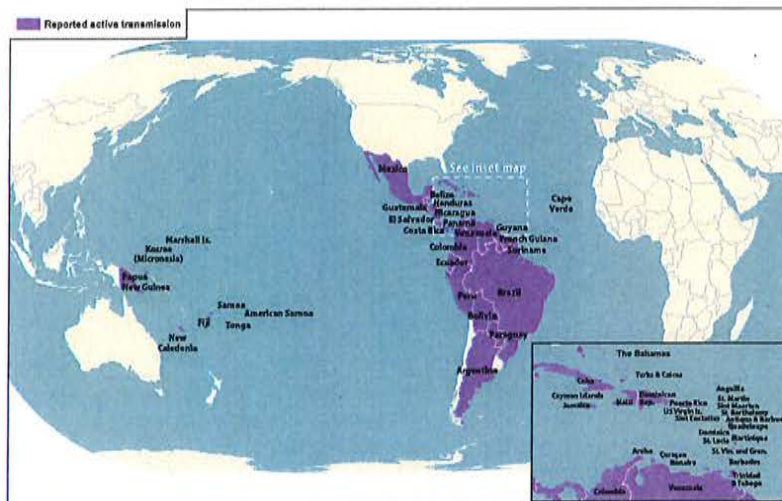 Reported active transmission
See inset map
Mexico
Belize
Honduras
Guatemala
Nicaragua
El Salvador
Panama
Costa Rica
Venezuela
Guyana
French Guiana
Suriname
Colombia
Ecuador
Peru
Brazil
Bolivia
Paraguay
Argentina
Cape
Verde
Marshall Is.
Kosrae
(Micronesia)
Papua
New Guinea
Samoa
American Samoa
Fiji
Tonga
New
Caledonia
The Bahamas
Cuba
Turks & Caicos
Cayman Islands
Jamaica
Haiti
Dominican
Rep.
Puerto Rico
US Virgin Is.
Sint Eustatius
Anguilla
St. Martin
Sint Maarten
St. Barthelemy
Antigua & Barbuda
Guadeloupe
Dominica
Martinique
St. Lucia
St. Vin. and Gren.
Barbados
Aruba
Curaçao
Bonaire
Trinidad
& Tobago
Colombia
Venezuela